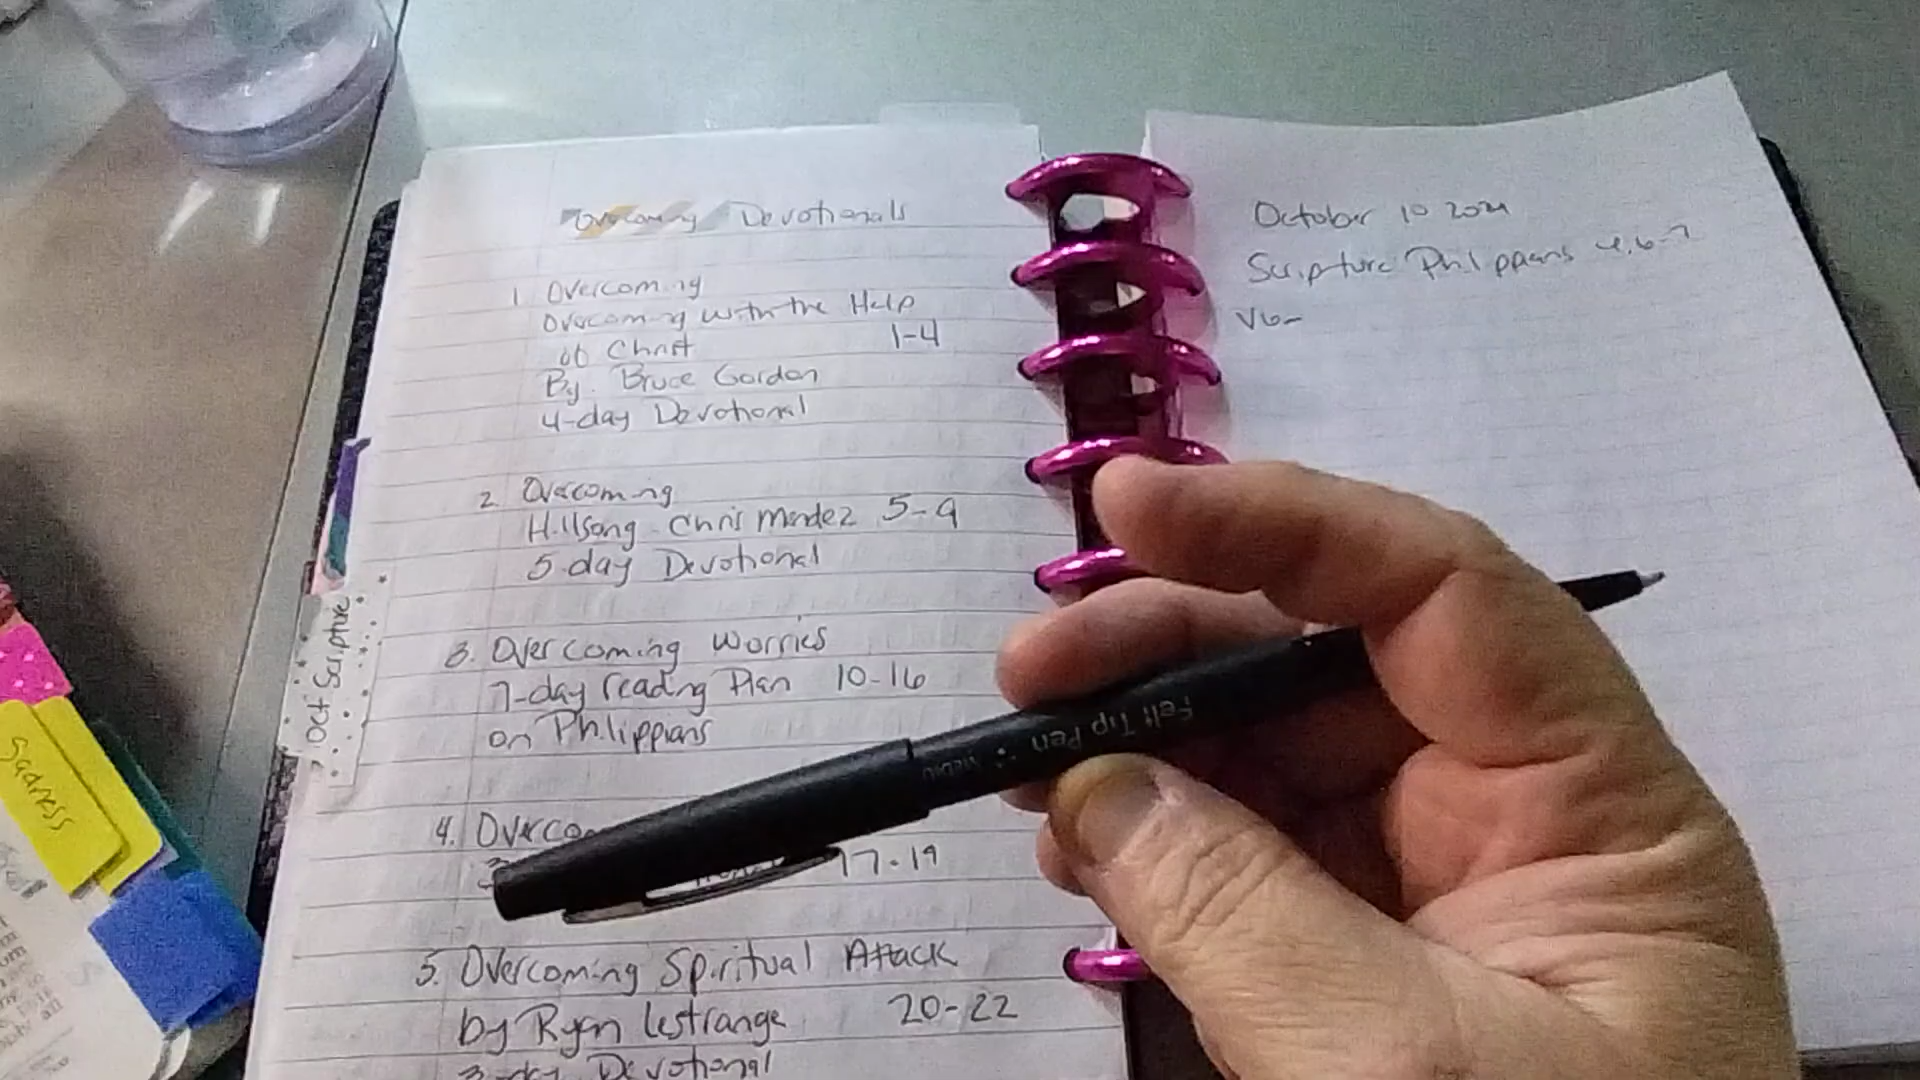 Overcoming Devotionals
1 Overcoming
Overcoming with the Help
of Christ 1-4
By. Bruce Gordon
4-day Devotional
2. Overcoming
Hillsong - Chris Mendez 5-9
5-day Devotional
3. Overcoming Worries
7-day reading Plan 10-16
on Philippians
4.
17-19
5. Overcoming Spiritual Attack
by Ryan Lestrange 20-22
3-day Devotional
October 10
Scripture Philippians 4:6-7
V6-
Oct Scripture
Sadness
Felt Tip Pen